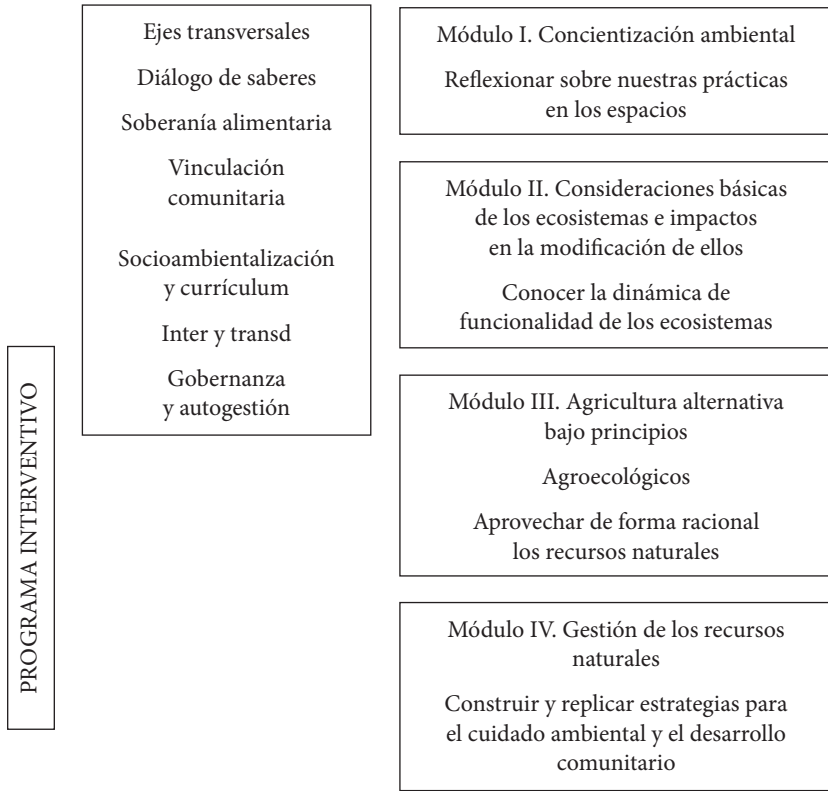 PROGRAMA INTERVENTIVO
Ejes transversales
Diálogo de saberes
Soberanía alimentaria
Vinculación
comunitaria
Socioambientalización
y currículum
Inter y transd
Gobernanza
y autogestión
Módulo I. Concientización ambiental
Reflexionar sobre nuestras prácticas
en los espacios
Módulo II. Consideraciones básicas
de los ecosistemas e impactos
en la modificación de ellos
Conocer la dinámica de
funcionalidad de los ecosistemas
Módulo III. Agricultura alternativa
bajo principios
Agroecológicos
Aprovechar de forma racional
los recursos naturales
Módulo IV. Gestión de los recursos
naturales
Construir y replicar estrategias para
el cuidado ambiental y el desarrollo
comunitario